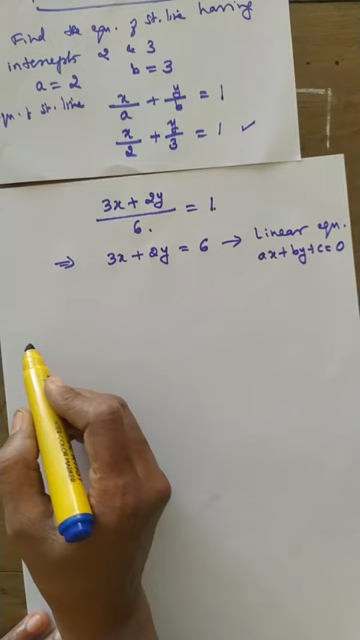 Find the eqn. of st. line having
intercepts 2 & 3
a = 2 b = 3
eqn. of st. line x/a + y/b = 1
x/2 + y/3 = 1 ✓
(3x + 2y)/6. = 1
⇒ 3x + 2y = 6 → Linear eqn.
ax + by + c = 0